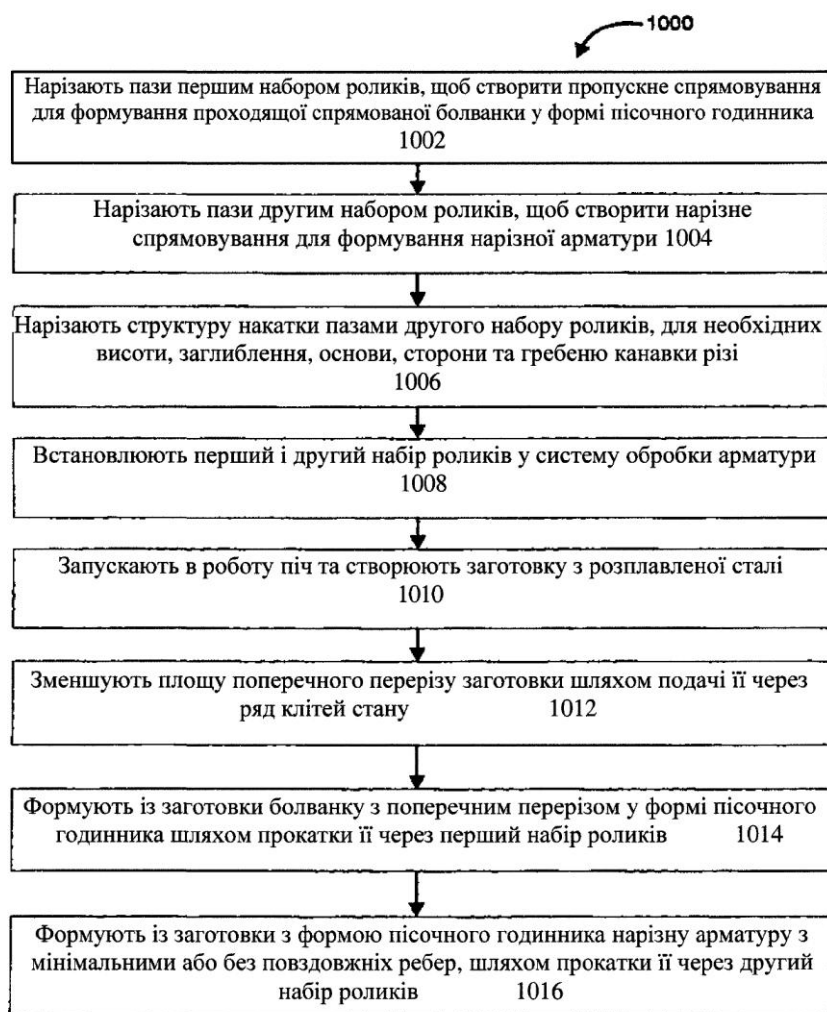 1000
Нарізають пази першим набором роликів, щоб створити пропускне спрямовування
для формування проходящої спрямованої болванки у формі пісочного годинника
1002
Нарізають пази другим набором роликів, щоб створити нарізне
спрямовування для формування нарізної арматури 1004
Нарізають структуру накатки пазами другого набору роликів, для необхідних
висоти, заглиблення, основи, сторони та гребеню канавки різі
1006
Встановлюють перший і другий набір роликів у систему обробки арматури
1008
Запускають в роботу піч та створюють заготовку з розплавленої сталі
1010
Зменшують площу поперечного перерізу заготовки шляхом подачі її через
ряд клітей стану 1012
Формують із заготовки болванку з поперечним перерізом у формі пісочного
годинника шляхом прокатки її через перший набір роликів 1014
Формують із заготовки з формою пісочного годинника нарізну арматуру з
мінімальними або без повздовжніх ребер, шляхом прокатки її через другий
набір роликів 1016